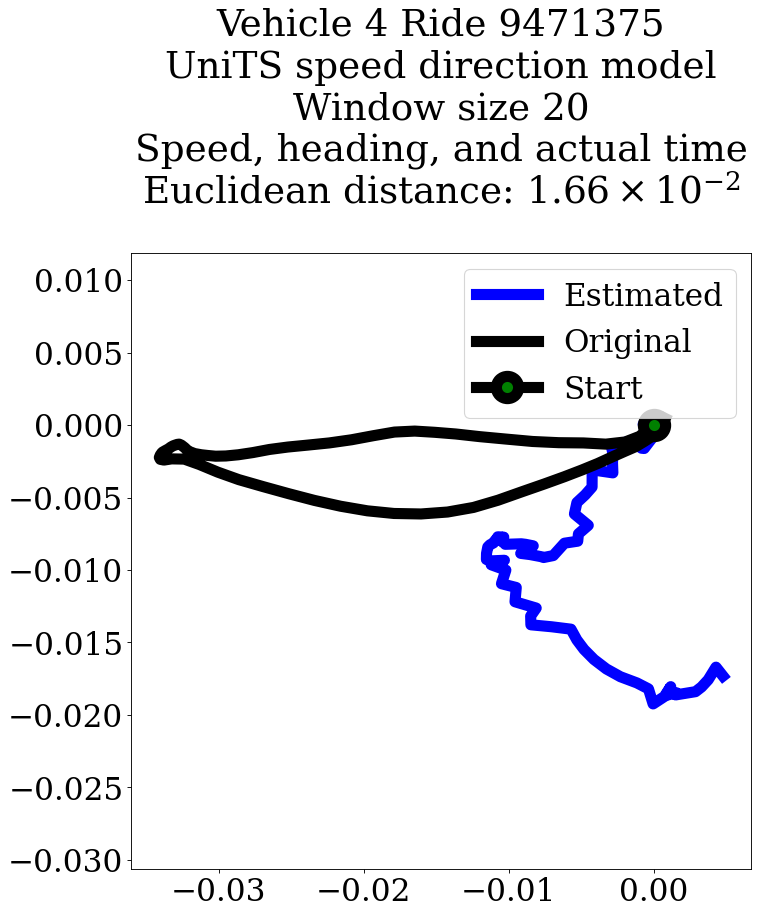 Vehicle 4 Ride 9471375
UniTS speed direction model
Window size 20
Speed, heading, and actual time
Euclidean distance: 1.66 × 10⁻²
Estimated
Original
Start
0.010
0.005
0.000
−0.005
−0.010
−0.015
−0.020
−0.025
−0.030
−0.03 −0.02 −0.01 0.00